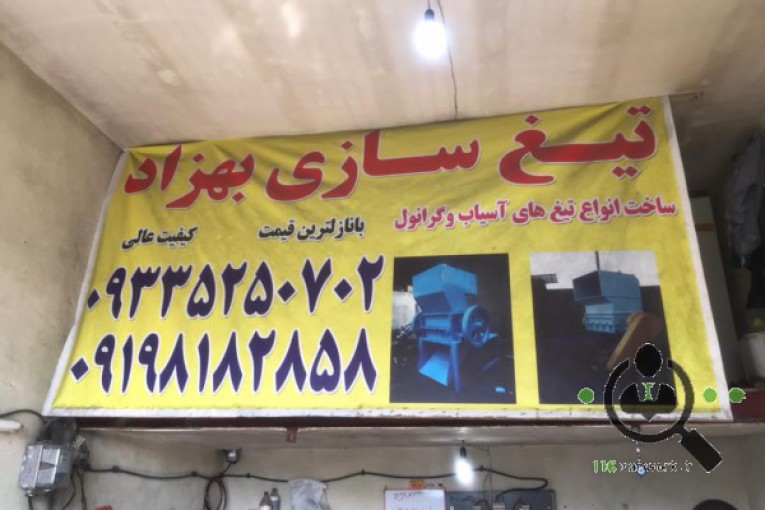 تیغ سازی بهزاد
ساخت انواع تیغ های آسیاب وگرانول
بانازلترین قیمت کیفیت عالی
۰۹۳۳۵۲۵۰۷۰۲
۰۹۱۹۸۱۸۲۸۵۸